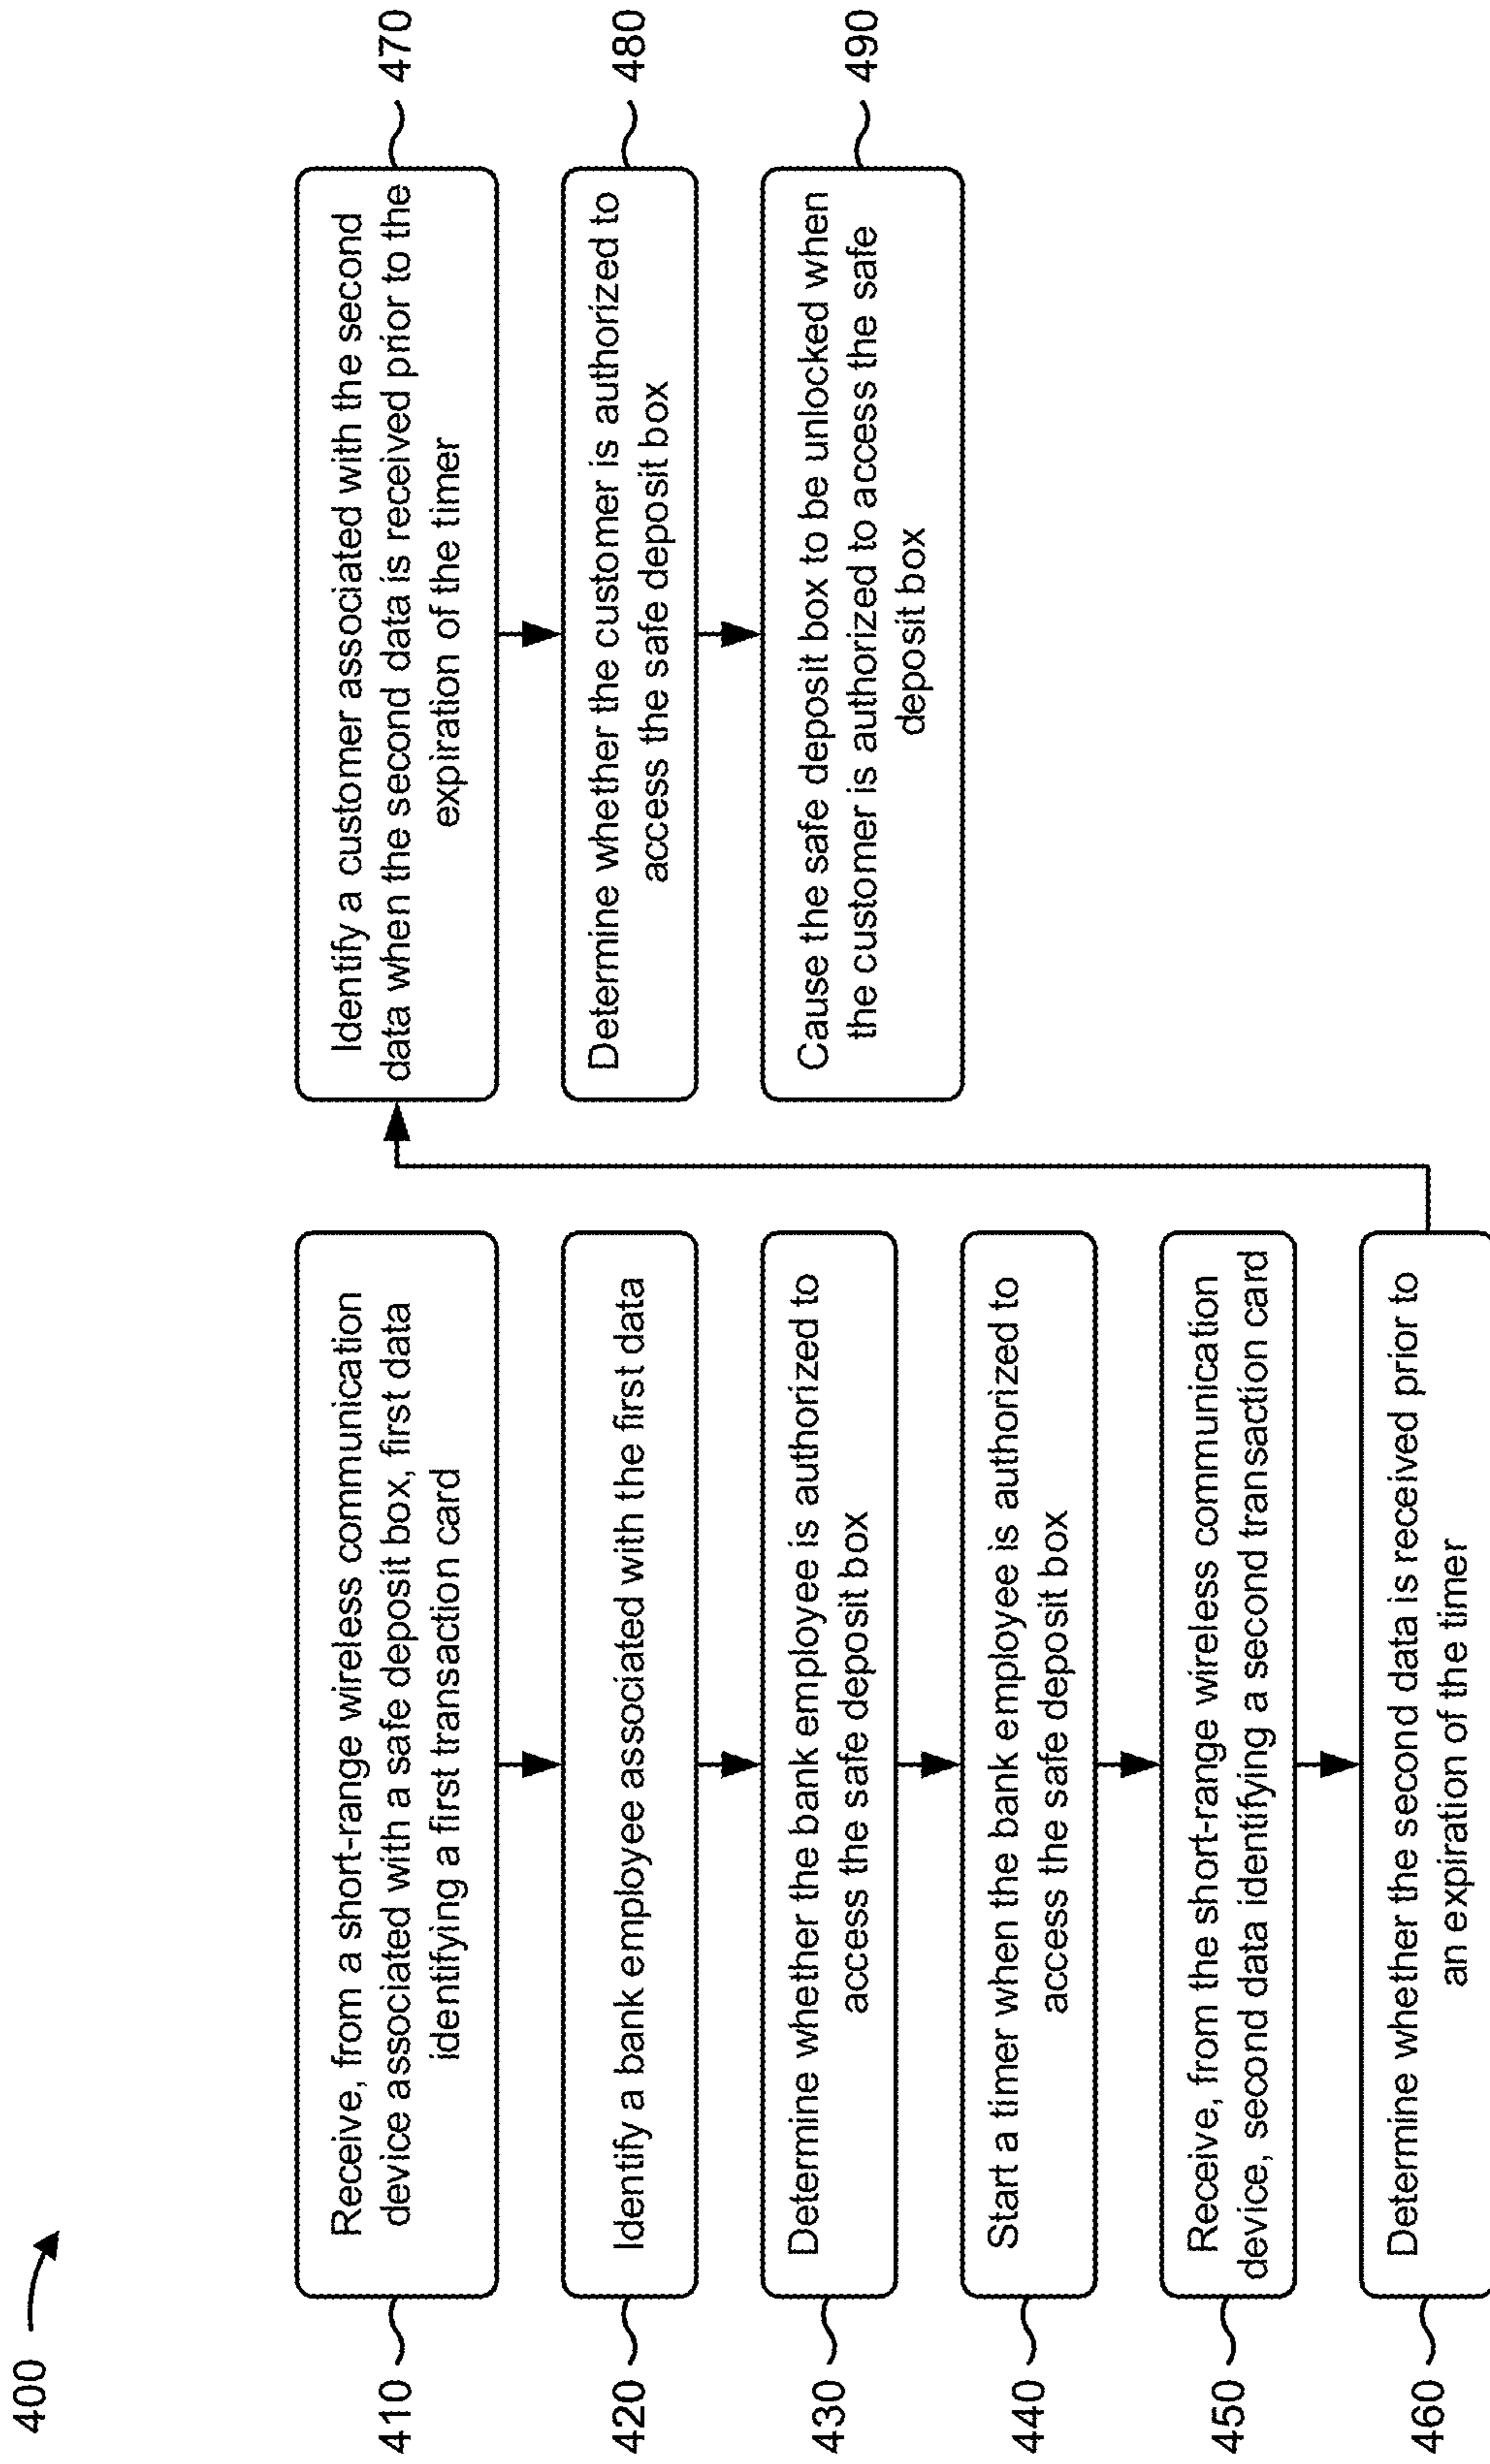 400
410
Receive, from a short-range wireless communication
device associated with a safe deposit box, first data
identifying a first transaction card
420
Identify a bank employee associated with the first data
430
Determine whether the bank employee is authorized to
access the safe deposit box
440
Start a timer when the bank employee is authorized to
access the safe deposit box
450
Receive, from the short-range wireless communication
device, second data identifying a second transaction card
460
Determine whether the second data is received prior to
an expiration of the timer
Identify a customer associated with the second
data when the second data is received prior to the
expiration of the timer
470
Determine whether the customer is authorized to
access the safe deposit box
480
Cause the safe deposit box to be unlocked when
the customer is authorized to access the safe
deposit box
490